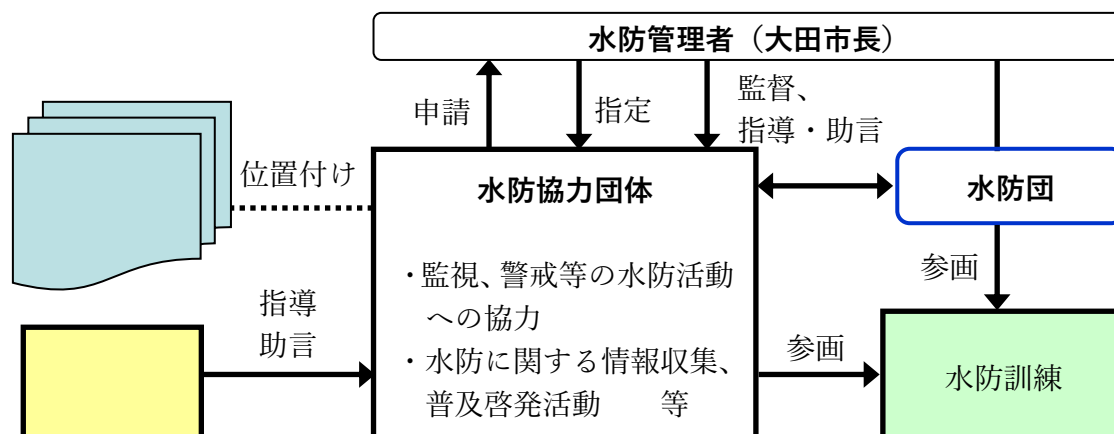 水防管理者（大田市長）
申請
指定
監督、
指導・助言
位置付け
水防協力団体
水防団
・監視、警戒等の水防活動
への協力
・水防に関する情報収集、
普及啓発活動　　等
指導
助言
参画
参画
水防訓練